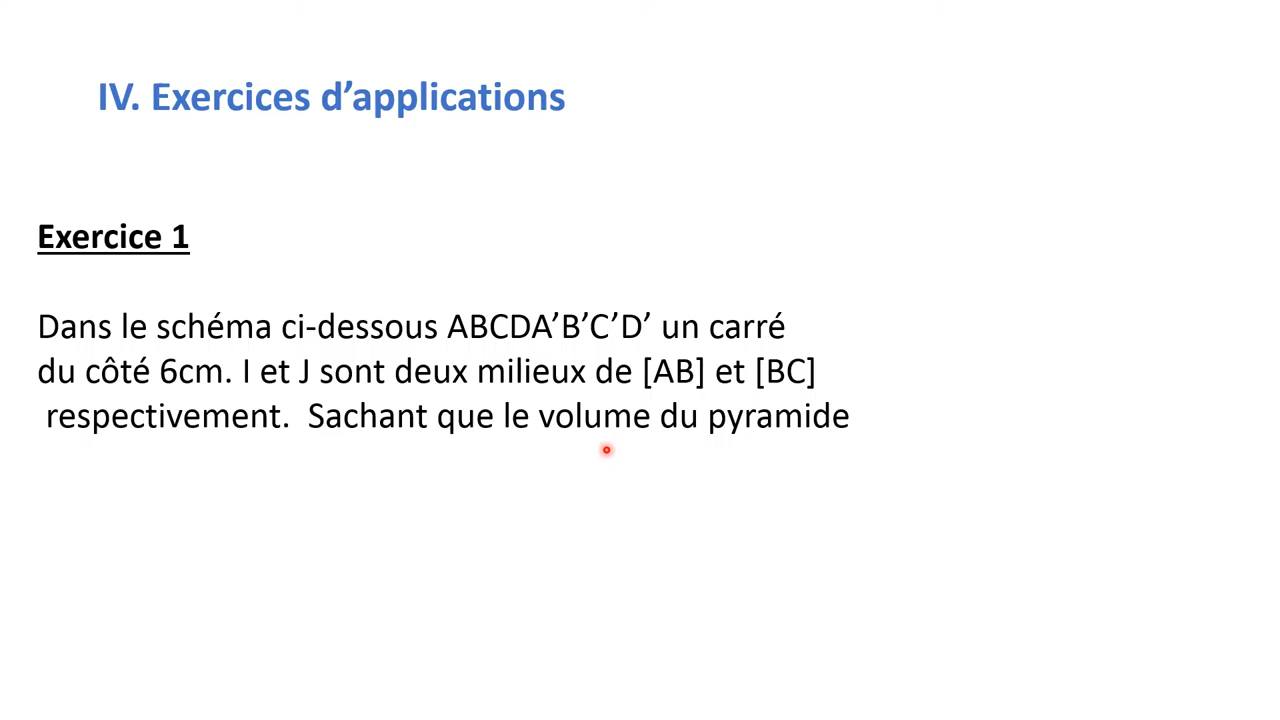 IV. Exercices d’applications
Exercice 1
Dans le schéma ci-dessous ABCDA’B’C’D’ un carré
du côté 6cm. I et J sont deux milieux de [AB] et [BC]
respectivement.  Sachant que le volume du pyramide